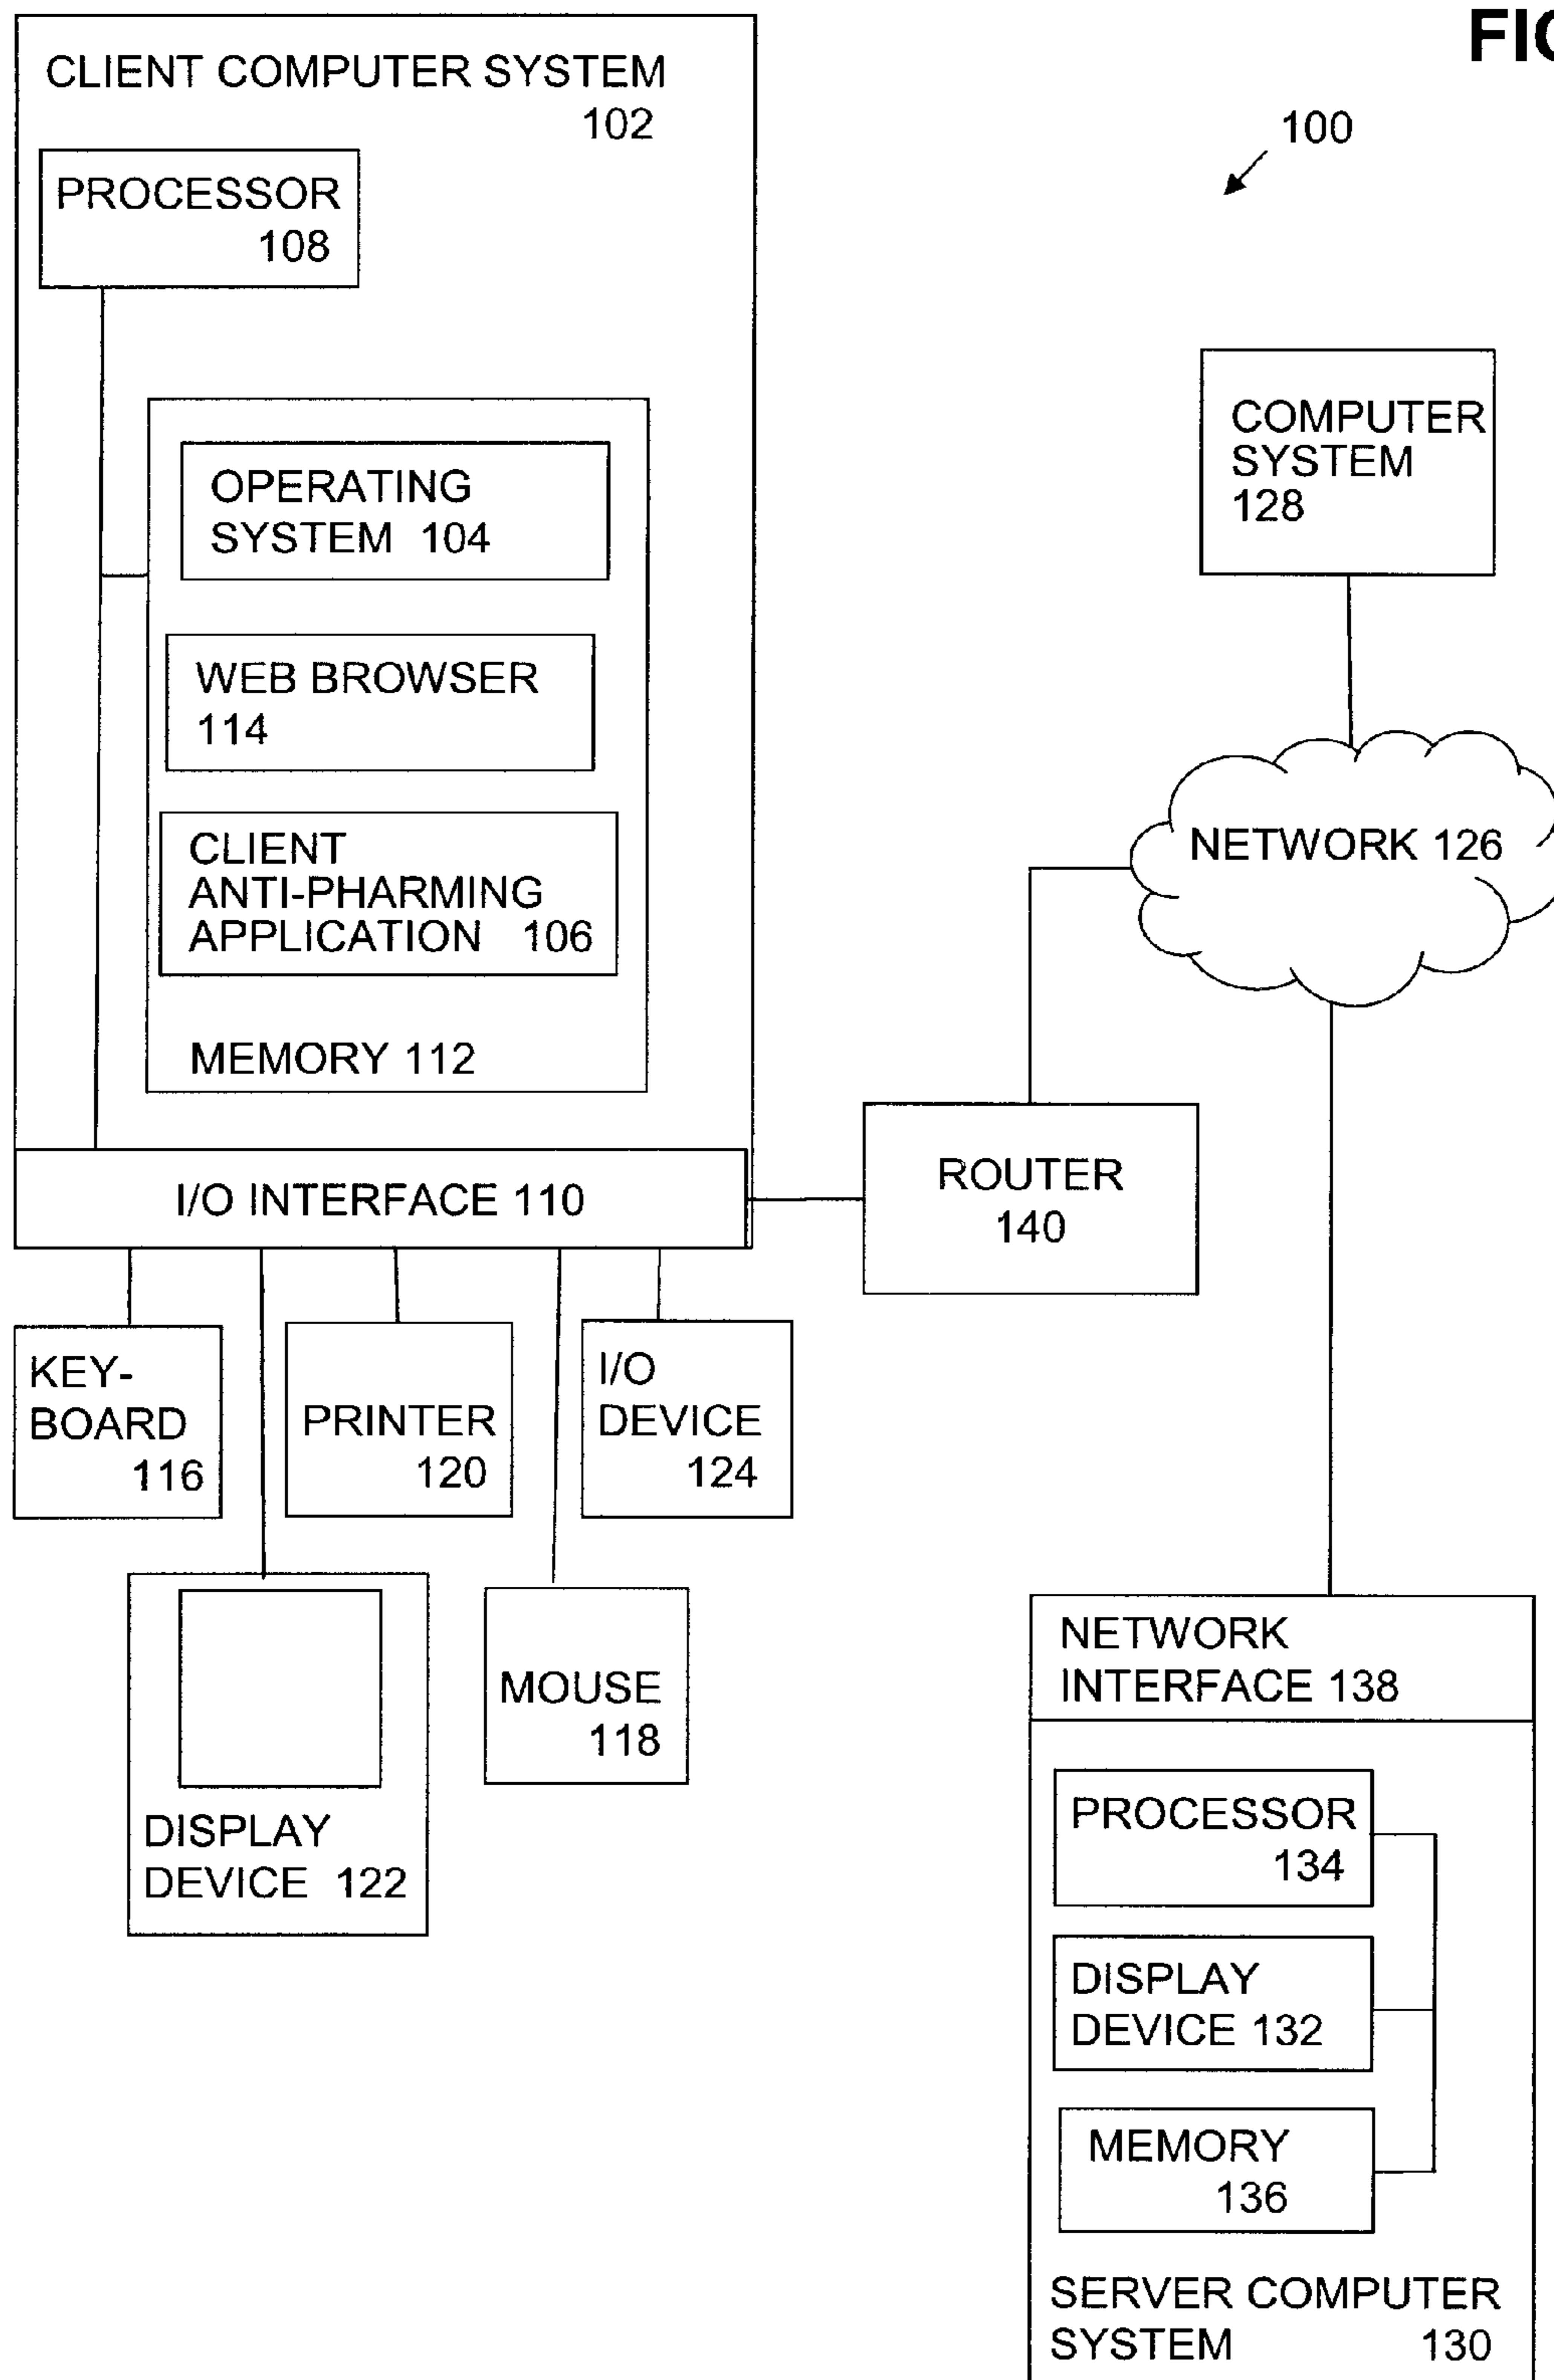 FIG
CLIENT COMPUTER SYSTEM
102
100
PROCESSOR
108
OPERATING
SYSTEM 104
WEB BROWSER
114
CLIENT
ANTI-PHARMING
APPLICATION 106
MEMORY 112
I/O INTERFACE 110
COMPUTER
SYSTEM
128
NETWORK 126
ROUTER
140
KEY-
BOARD
116
PRINTER
120
I/O
DEVICE
124
DISPLAY
DEVICE 122
MOUSE
118
NETWORK
INTERFACE 138
PROCESSOR
134
DISPLAY
DEVICE 132
MEMORY
136
SERVER COMPUTER
SYSTEM 130